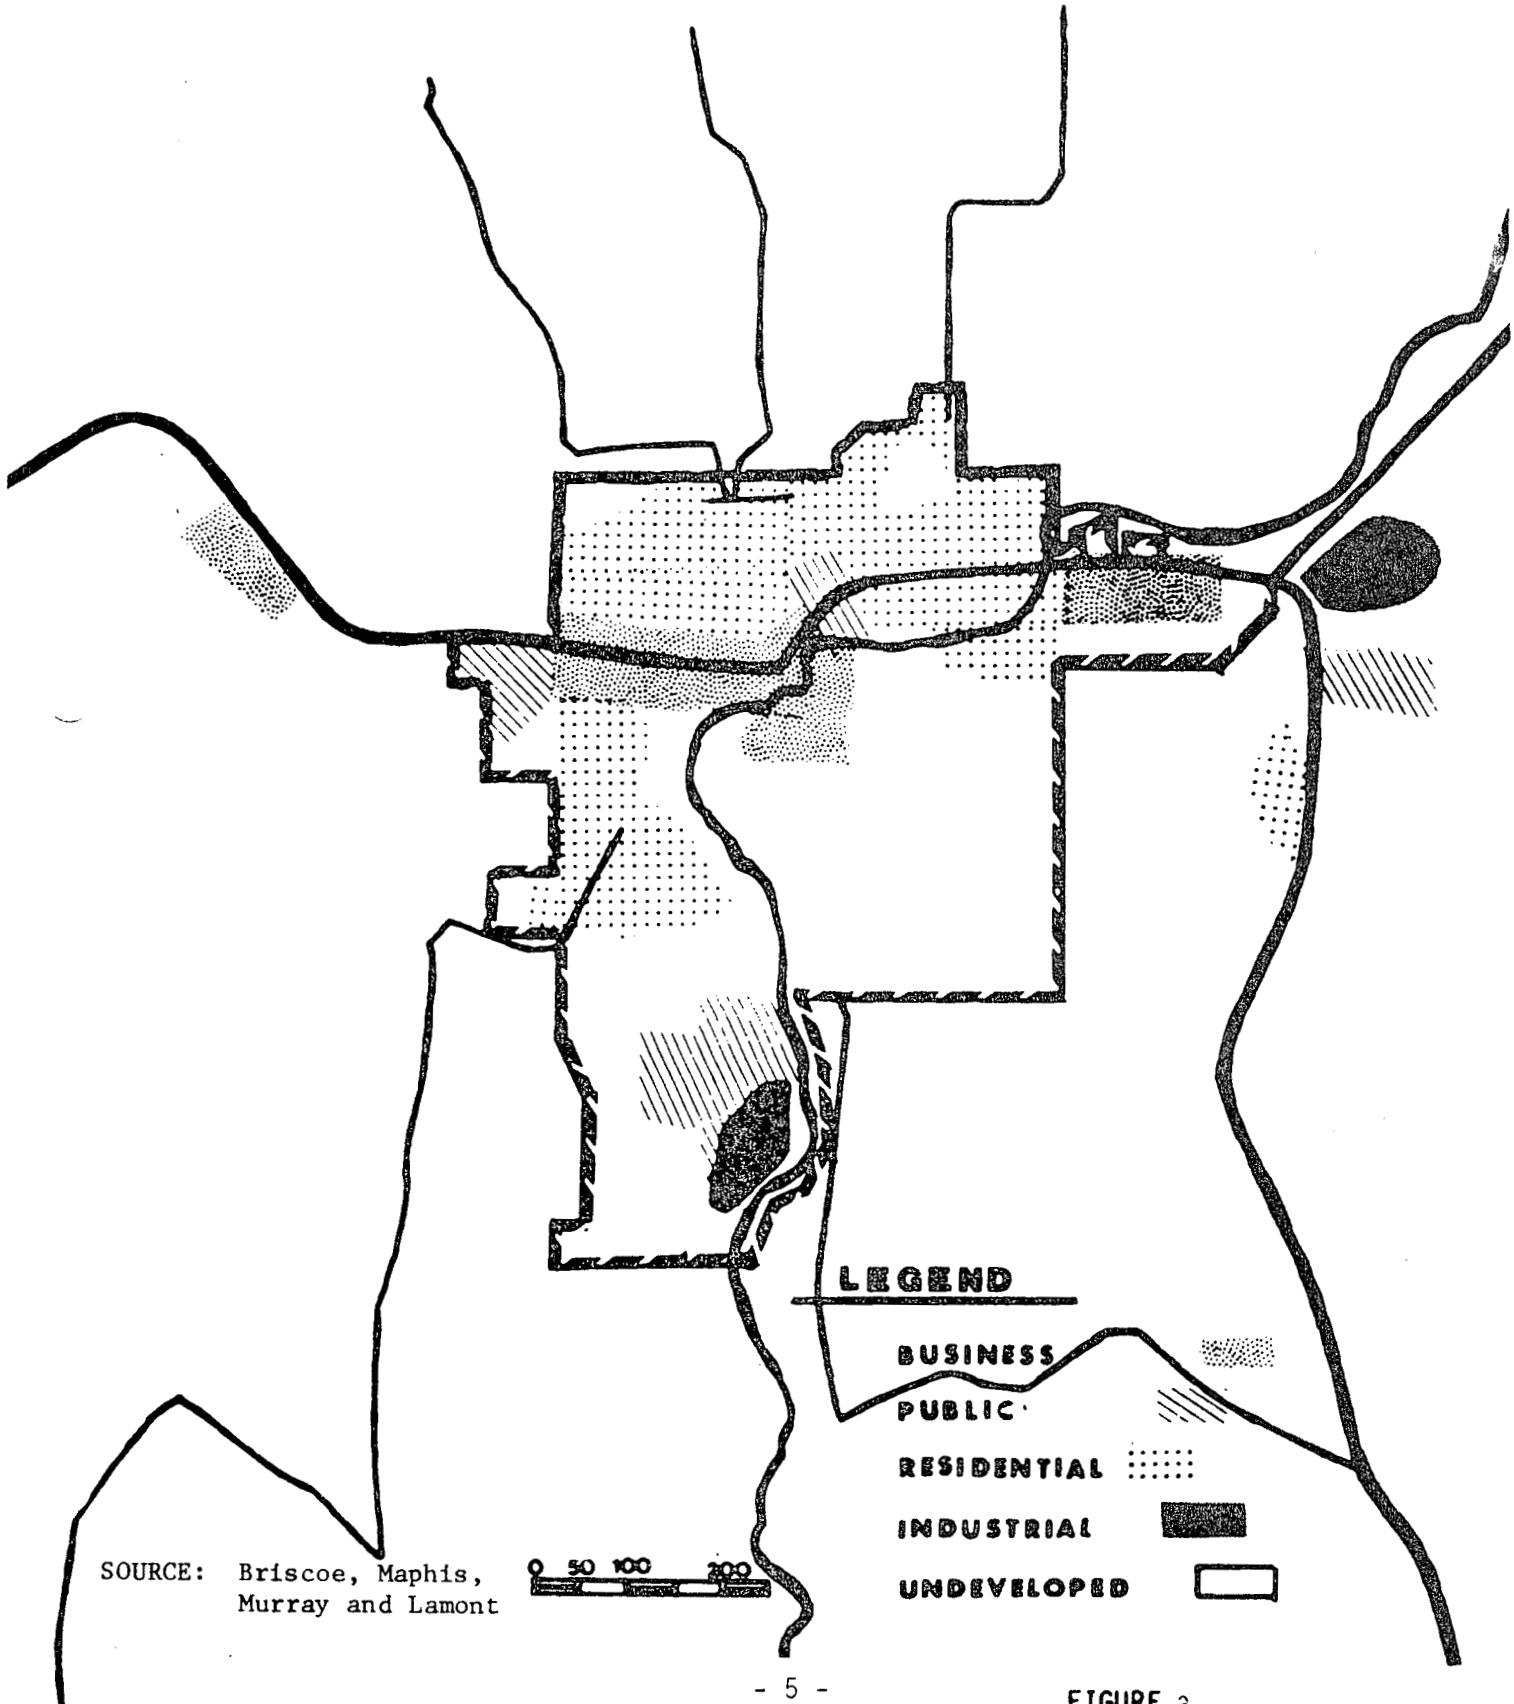 LEGEND
BUSINESS
PUBLIC
RESIDENTIAL
INDUSTRIAL
UNDEVELOPED
0 50 100 200
SOURCE: Briscoe, Maphis,
Murray and Lamont
- 5 -
FIGURE 3